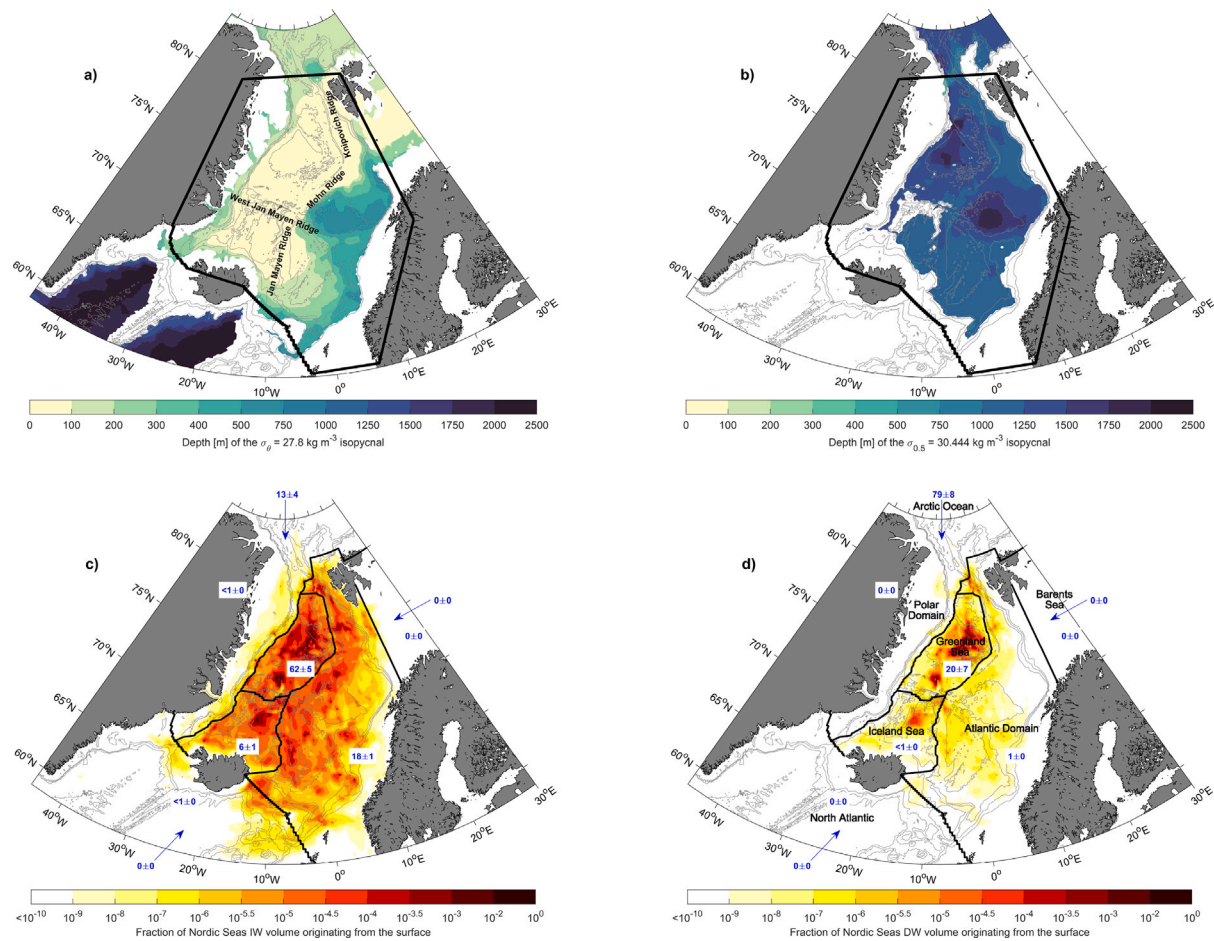 a)
80°N
75°N
70°N
65°N
60°N
40°W
30°W
20°W
10°W
0°
10°E
20°E
30°E
Knipovich Ridge
Mohn Ridge
West Jan Mayen Ridge
Jan Mayen Ridge
0 100 200 300 400 500 750 1000 1250 1500 1750 2000 2500
Depth [m] of the σθ = 27.8 kg m⁻³ isopycnal
b)
80°N
75°N
70°N
65°N
60°N
40°W
30°W
20°W
10°W
0°
10°E
20°E
30°E
0 100 200 300 400 500 750 1000 1250 1500 1750 2000 2500
Depth [m] of the σ0.5 = 30.444 kg m⁻³ isopycnal
c)
80°N
75°N
70°N
65°N
60°N
40°W
30°W
20°W
10°W
0°
10°E
20°E
30°E
13±4
<1±0
0±0
0±0
62±5
6±1
18±1
<1±0
0±0
<10⁻¹⁰ 10⁻⁹ 10⁻⁸ 10⁻⁷ 10⁻⁶ 10⁻⁵·⁵ 10⁻⁵ 10⁻⁴·⁵ 10⁻⁴ 10⁻³·⁵ 10⁻³ 10⁻² 10⁰
Fraction of Nordic Seas IW volume originating from the surface
d)
80°N
75°N
70°N
65°N
60°N
40°W
30°W
20°W
10°W
0°
10°E
20°E
30°E
79±8
Arctic Ocean
0±0
Polar
Domain
Barents
Sea
0±0
0±0
Greenland
Sea
20±7
Iceland Sea
<1±0
Atlantic Domain
1±0
0±0
North Atlantic
0±0
<10⁻¹⁰ 10⁻⁹ 10⁻⁸ 10⁻⁷ 10⁻⁶ 10⁻⁵·⁵ 10⁻⁵ 10⁻⁴·⁵ 10⁻⁴ 10⁻³·⁵ 10⁻³ 10⁻² 10⁰
Fraction of Nordic Seas DW volume originating from the surface